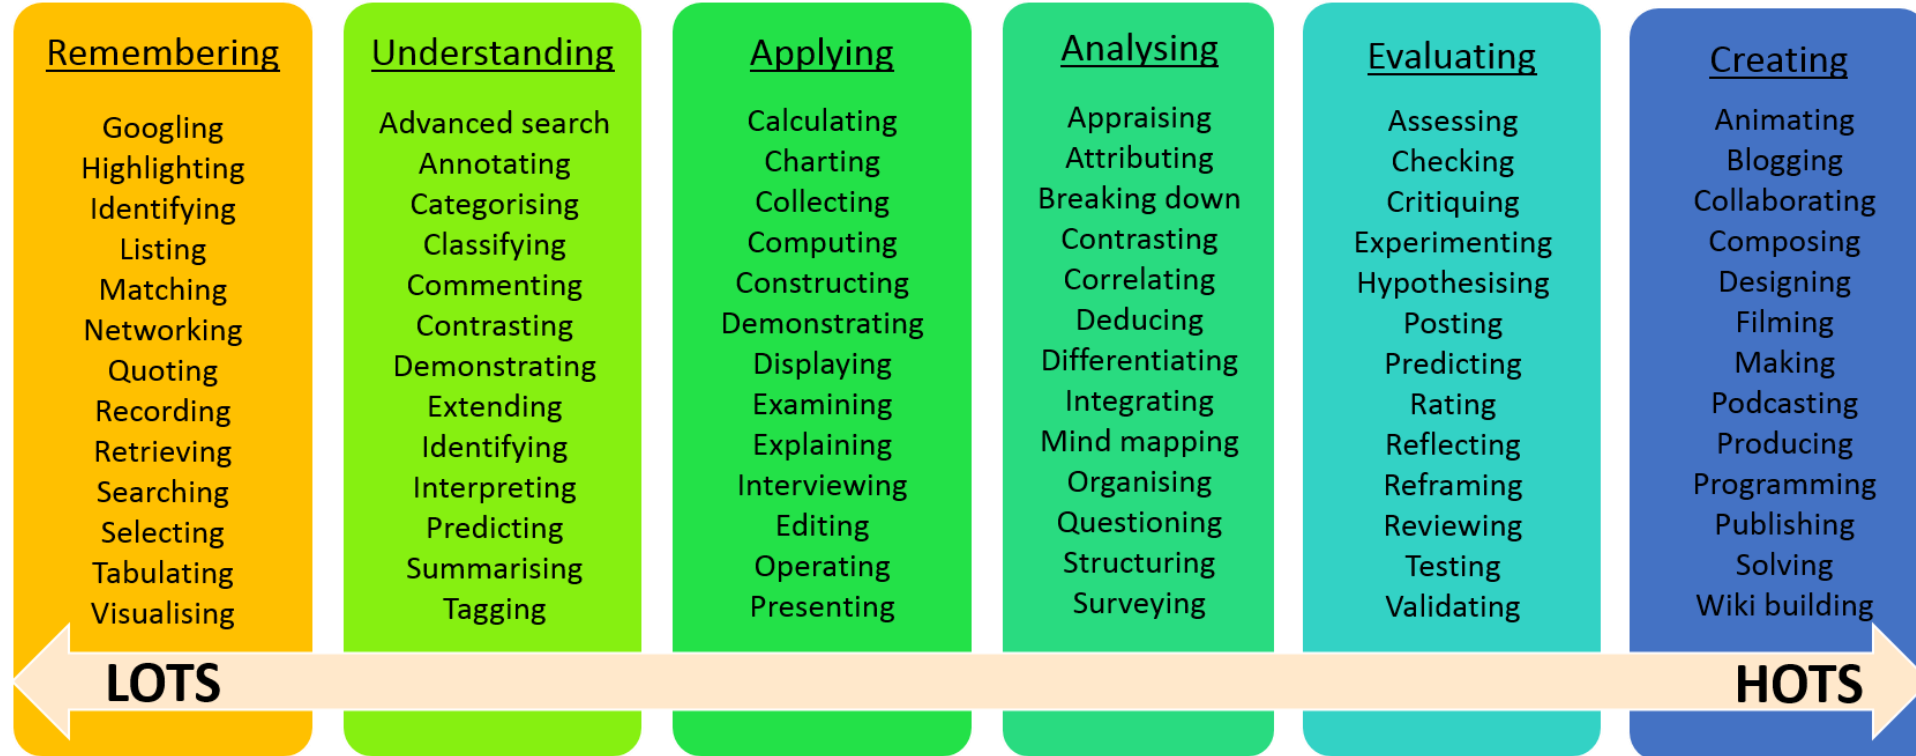 Remembering
Googling
Highlighting
Identifying
Listing
Matching
Networking
Quoting
Recording
Retrieving
Searching
Selecting
Tabulating
Visualising
Understanding
Advanced search
Annotating
Categorising
Classifying
Commenting
Contrasting
Demonstrating
Extending
Identifying
Interpreting
Predicting
Summarising
Tagging
Applying
Calculating
Charting
Collecting
Computing
Constructing
Demonstrating
Displaying
Examining
Explaining
Interviewing
Editing
Operating
Presenting
Analysing
Appraising
Attributing
Breaking down
Contrasting
Correlating
Deducing
Differentiating
Integrating
Mind mapping
Organising
Questioning
Structuring
Surveying
Evaluating
Assessing
Checking
Critiquing
Experimenting
Hypothesising
Posting
Predicting
Rating
Reflecting
Reframing
Reviewing
Testing
Validating
Creating
Animating
Blogging
Collaborating
Composing
Designing
Filming
Making
Podcasting
Producing
Programming
Publishing
Solving
Wiki building
LOTS
HOTS